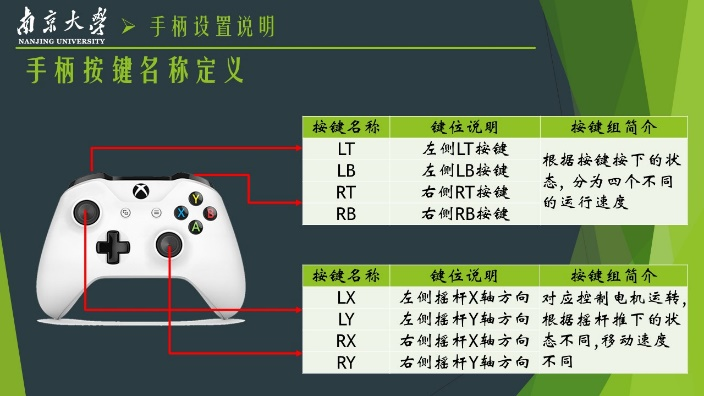 南京大學
NANJING UNIVERSITY
手柄设置说明
手柄按键名称定义
按键名称 键位说明 按键组简介
LT 左侧LT按键
LB 左侧LB按键
RT 右侧RT按键
RB 右侧RB按键
根据按键按下的状
态, 分为四个不同
的运行速度
Y
X B
A
按键名称 键位说明 按键组简介
LX 左侧摇杆X轴方向
LY 左侧摇杆Y轴方向
RX 右侧摇杆X轴方向
RY 右侧摇杆Y轴方向
对应控制电机运转,
根据摇杆推下的状
态不同,移动速度
不同